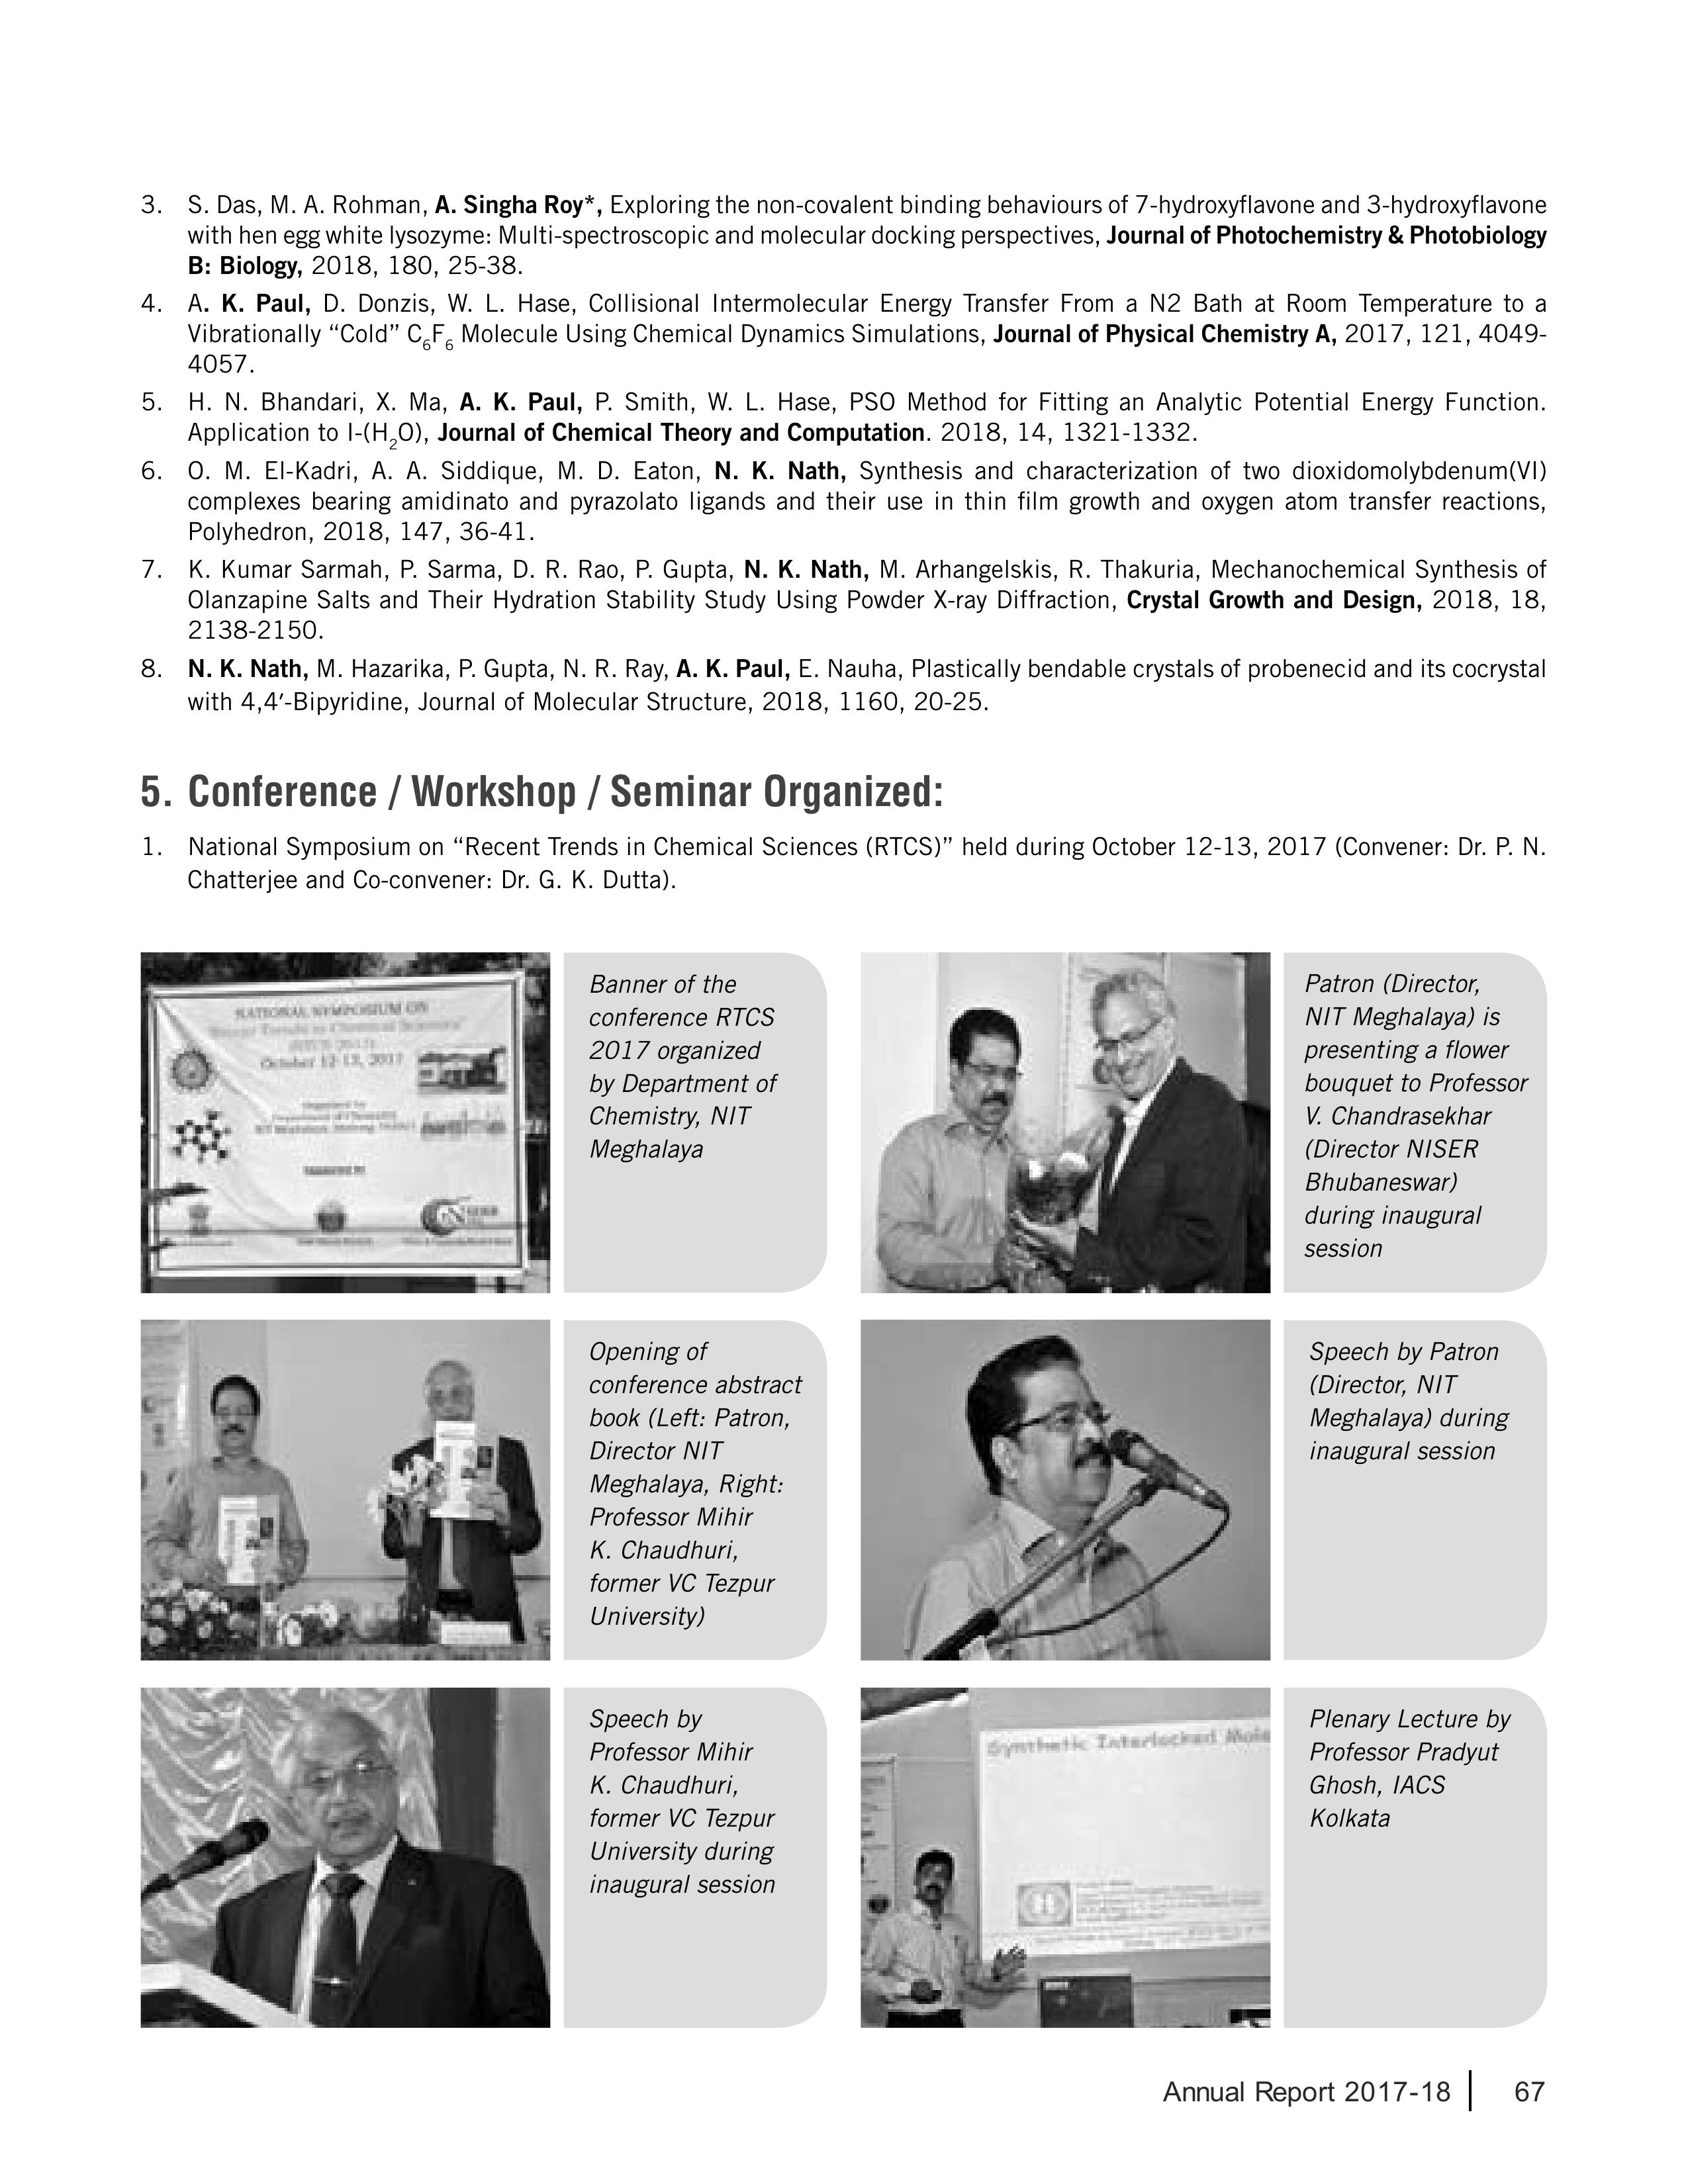 3. S. Das, M. A. Rohman, A. Singha Roy*, Exploring the non-covalent binding behaviours of 7-hydroxyflavone and 3-hydroxyflavone
with hen egg white lysozyme: Multi-spectroscopic and molecular docking perspectives, Journal of Photochemistry & Photobiology
B: Biology, 2018, 180, 25-38.
4. A. K. Paul, D. Donzis, W. L. Hase, Collisional Intermolecular Energy Transfer From a N2 Bath at Room Temperature to a
Vibrationally “Cold” C6F6 Molecule Using Chemical Dynamics Simulations, Journal of Physical Chemistry A, 2017, 121, 4049-
4057.
5. H. N. Bhandari, X. Ma, A. K. Paul, P. Smith, W. L. Hase, PSO Method for Fitting an Analytic Potential Energy Function.
Application to I-(H2O), Journal of Chemical Theory and Computation. 2018, 14, 1321-1332.
6. O. M. El-Kadri, A. A. Siddique, M. D. Eaton, N. K. Nath, Synthesis and characterization of two dioxidomolybdenum(VI)
complexes bearing amidinato and pyrazolato ligands and their use in thin film growth and oxygen atom transfer reactions,
Polyhedron, 2018, 147, 36-41.
7. K. Kumar Sarmah, P. Sarma, D. R. Rao, P. Gupta, N. K. Nath, M. Arhangelskis, R. Thakuria, Mechanochemical Synthesis of
Olanzapine Salts and Their Hydration Stability Study Using Powder X-ray Diffraction, Crystal Growth and Design, 2018, 18,
2138-2150.
8. N. K. Nath, M. Hazarika, P. Gupta, N. R. Ray, A. K. Paul, E. Nauha, Plastically bendable crystals of probenecid and its cocrystal
with 4,4′-Bipyridine, Journal of Molecular Structure, 2018, 1160, 20-25.
5. Conference / Workshop / Seminar Organized:
1. National Symposium on “Recent Trends in Chemical Sciences (RTCS)” held during October 12-13, 2017 (Convener: Dr. P. N.
Chatterjee and Co-convener: Dr. G. K. Dutta).
NATIONAL SYMPOSIUM ON
October 12-13, 2017
Banner of the
conference RTCS
2017 organized
by Department of
Chemistry, NIT
Meghalaya
Patron (Director,
NIT Meghalaya) is
presenting a flower
bouquet to Professor
V. Chandrasekhar
(Director NISER
Bhubaneswar)
during inaugural
session
Opening of
conference abstract
book (Left: Patron,
Director NIT
Meghalaya, Right:
Professor Mihir
K. Chaudhuri,
former VC Tezpur
University)
Speech by Patron
(Director, NIT
Meghalaya) during
inaugural session
Speech by
Professor Mihir
K. Chaudhuri,
former VC Tezpur
University during
inaugural session
Synthetic Interlocked Mole
Plenary Lecture by
Professor Pradyut
Ghosh, IACS
Kolkata
Annual Report 2017-18 67